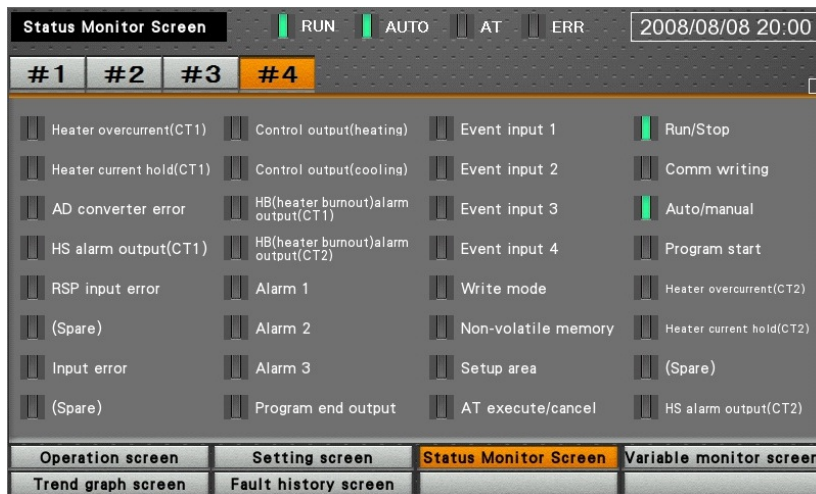 Status Monitor Screen
RUN
AUTO
AT
ERR
2008/08/08 20:00
#1
#2
#3
#4
Heater overcurrent(CT1)
Control output(heating)
Event input 1
Run/Stop
Heater current hold(CT1)
Control output(cooling)
Event input 2
Comm writing
AD converter error
HB(heater burnout)alarm
output(CT1)
Event input 3
Auto/manual
HS alarm output(CT1)
HB(heater burnout)alarm
output(CT2)
Event input 4
Program start
RSP input error
Alarm 1
Write mode
Heater overcurrent(CT2)
(Spare)
Alarm 2
Non-volatile memory
Heater current hold(CT2)
Input error
Alarm 3
Setup area
(Spare)
(Spare)
Program end output
AT execute/cancel
HS alarm output(CT2)
Operation screen
Setting screen
Status Monitor Screen
Variable monitor screen
Trend graph screen
Fault history screen